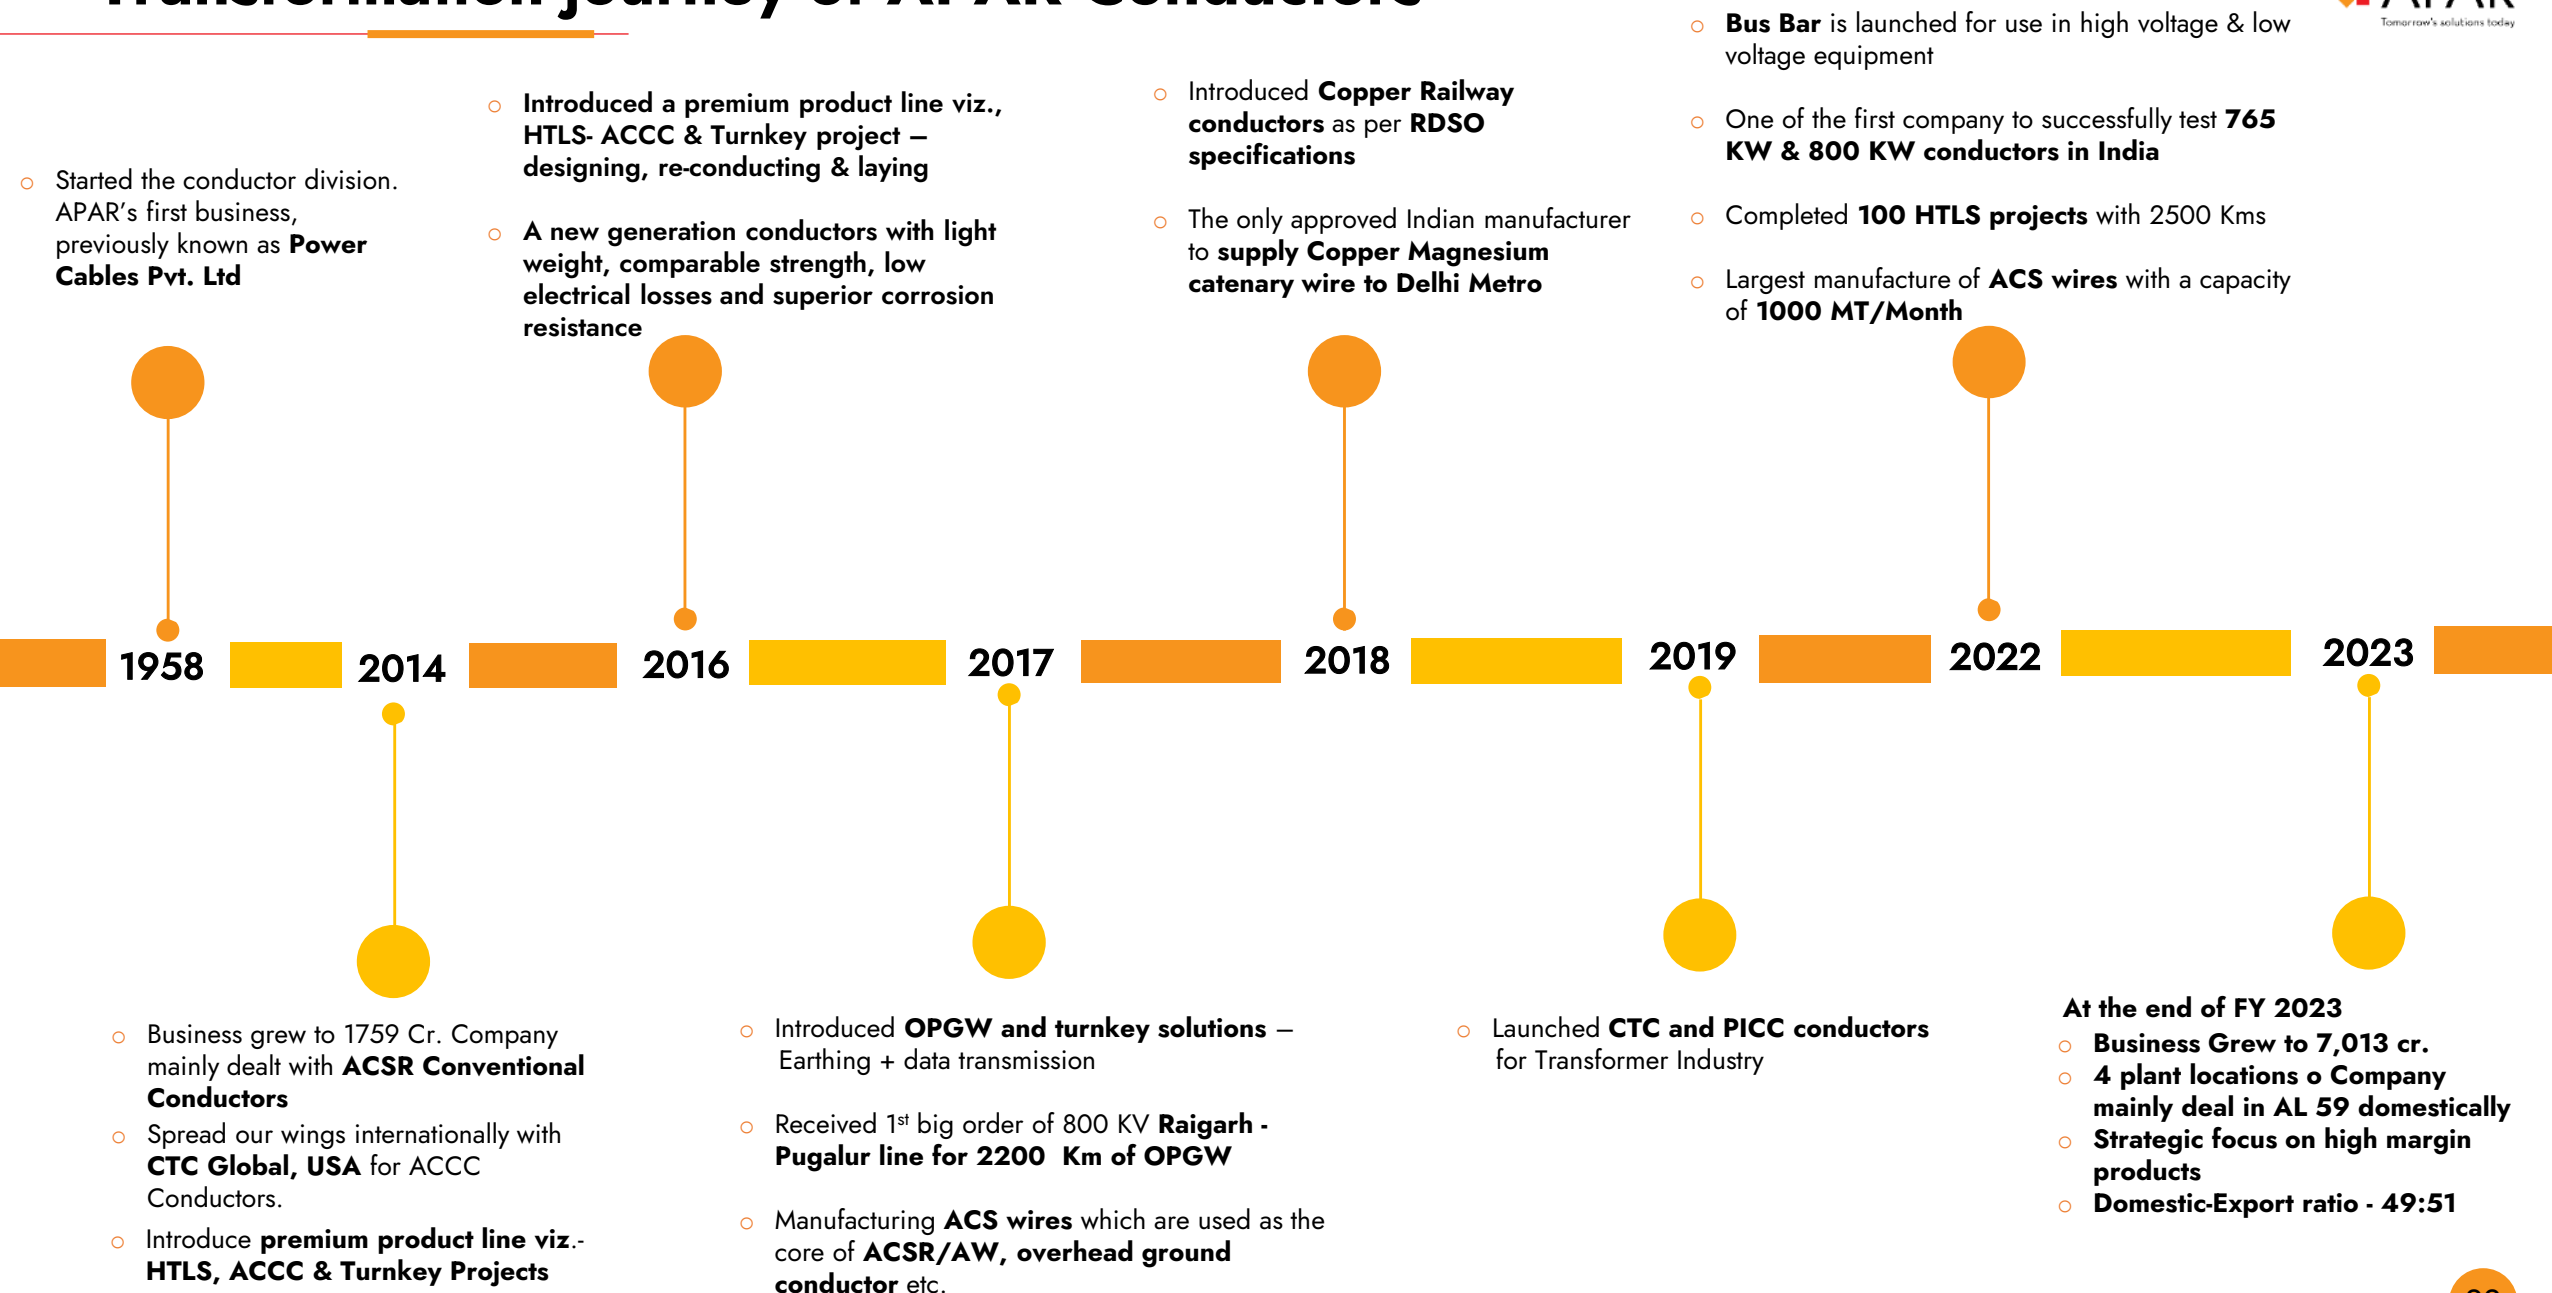 Transformation journey of APAR Conductors
APAR
Tomorrow's solutions today
Started the conductor division.
APAR's first business,
previously known as Power
Cables Pvt. Ltd
Introduced a premium product line viz.,
HTLS- ACCC & Turnkey project –
designing, re-conducting & laying
A new generation conductors with light
weight, comparable strength, low
electrical losses and superior corrosion
resistance
Introduced Copper Railway
conductors as per RDSO
specifications
The only approved Indian manufacturer
to supply Copper Magnesium
catenary wire to Delhi Metro
Bus Bar is launched for use in high voltage & low
voltage equipment
One of the first company to successfully test 765
KW & 800 KW conductors in India
Completed 100 HTLS projects with 2500 Kms
Largest manufacture of ACS wires with a capacity
of 1000 MT/Month
1958
2014
2016
2017
2018
2019
2022
2023
Business grew to 1759 Cr. Company
mainly dealt with ACSR Conventional
Conductors
Spread our wings internationally with
CTC Global, USA for ACCC
Conductors.
Introduce premium product line viz.-
HTLS, ACCC & Turnkey Projects
Introduced OPGW and turnkey solutions –
Earthing + data transmission
Received 1st big order of 800 KV Raigarh -
Pugalur line for 2200 Km of OPGW
Manufacturing ACS wires which are used as the
core of ACSR/AW, overhead ground
conductor etc.
Launched CTC and PICC conductors
for Transformer Industry
At the end of FY 2023
Business Grew to 7,013 cr.
4 plant locations o Company
mainly deal in AL 59 domestically
Strategic focus on high margin
products
Domestic-Export ratio - 49:51